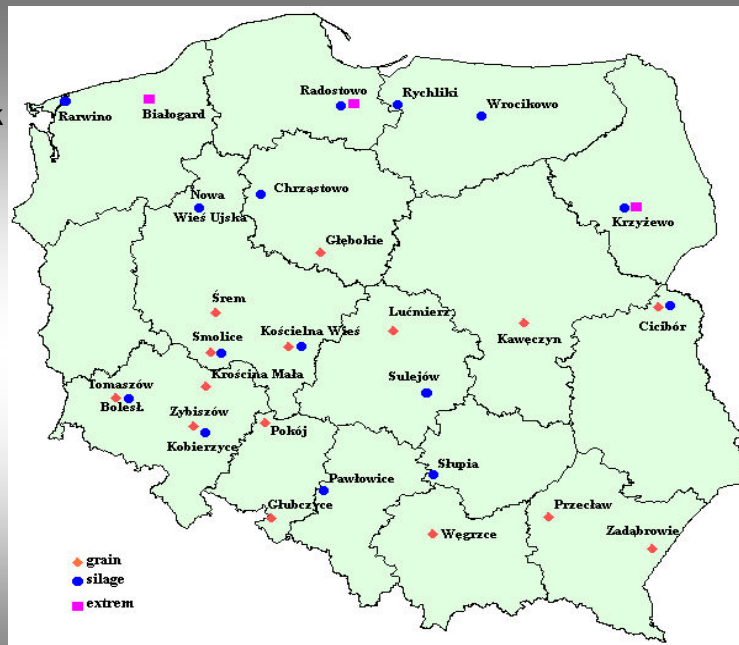 Radostowo
Rychliki
Wrocikowo
Rarwino
Białogard
Nowa
Wieś Ujska
Chrząstowo
Krzyżewo
Głębokie
Śrem
Lućmierz
Cicibór
Smolice
Kościelna Wieś
Kawęczyn
Krościna Mała
Sulejów
Tomaszów
Bolesł.
Zybiszów
Kobierzyce
Pokój
Pawłowice
Słupia
Głubczyce
Węgrzce
Przecław
Zadąbrowie
grain
silage
extrem